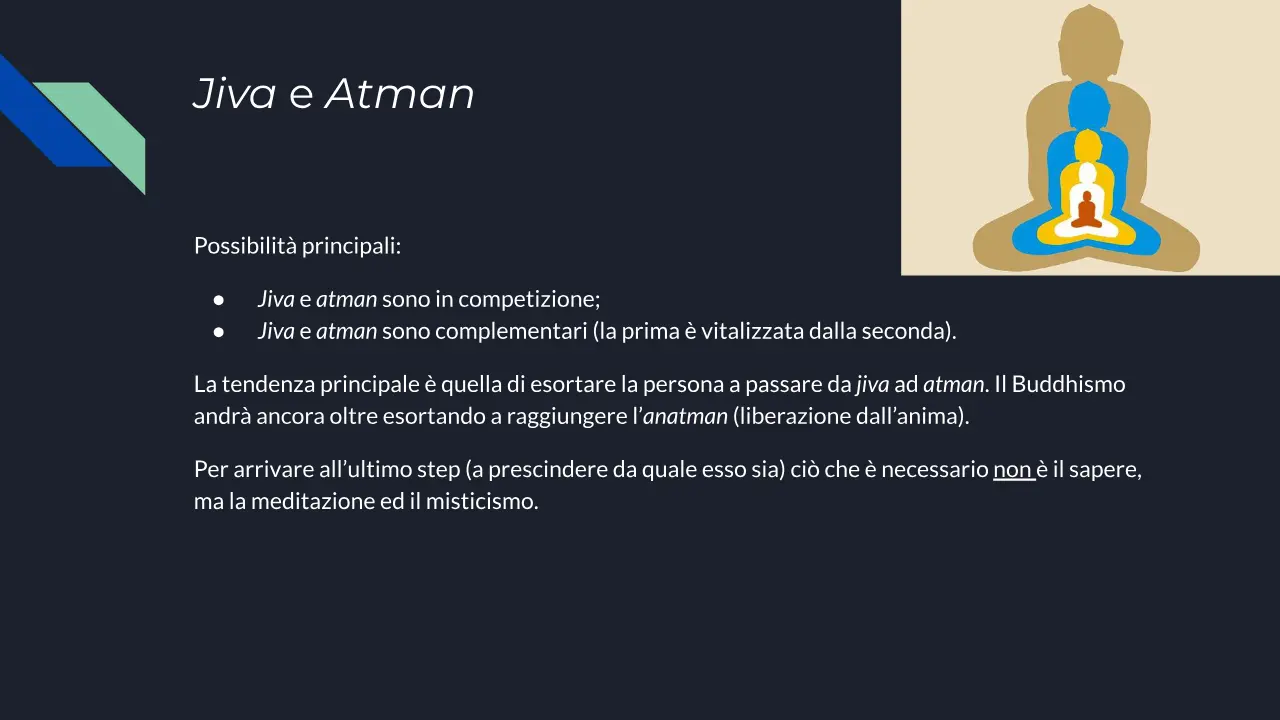 Jiva e Atman
Possibilità principali:
● Jiva e atman sono in competizione;
● Jiva e atman sono complementari (la prima è vitalizzata dalla seconda).
La tendenza principale è quella di esortare la persona a passare da jiva ad atman. Il Buddhismo
andrà ancora oltre esortando a raggiungere l’anatman (liberazione dall’anima).
Per arrivare all’ultimo step (a prescindere da quale esso sia) ciò che è necessario non è il sapere,
ma la meditazione ed il misticismo.